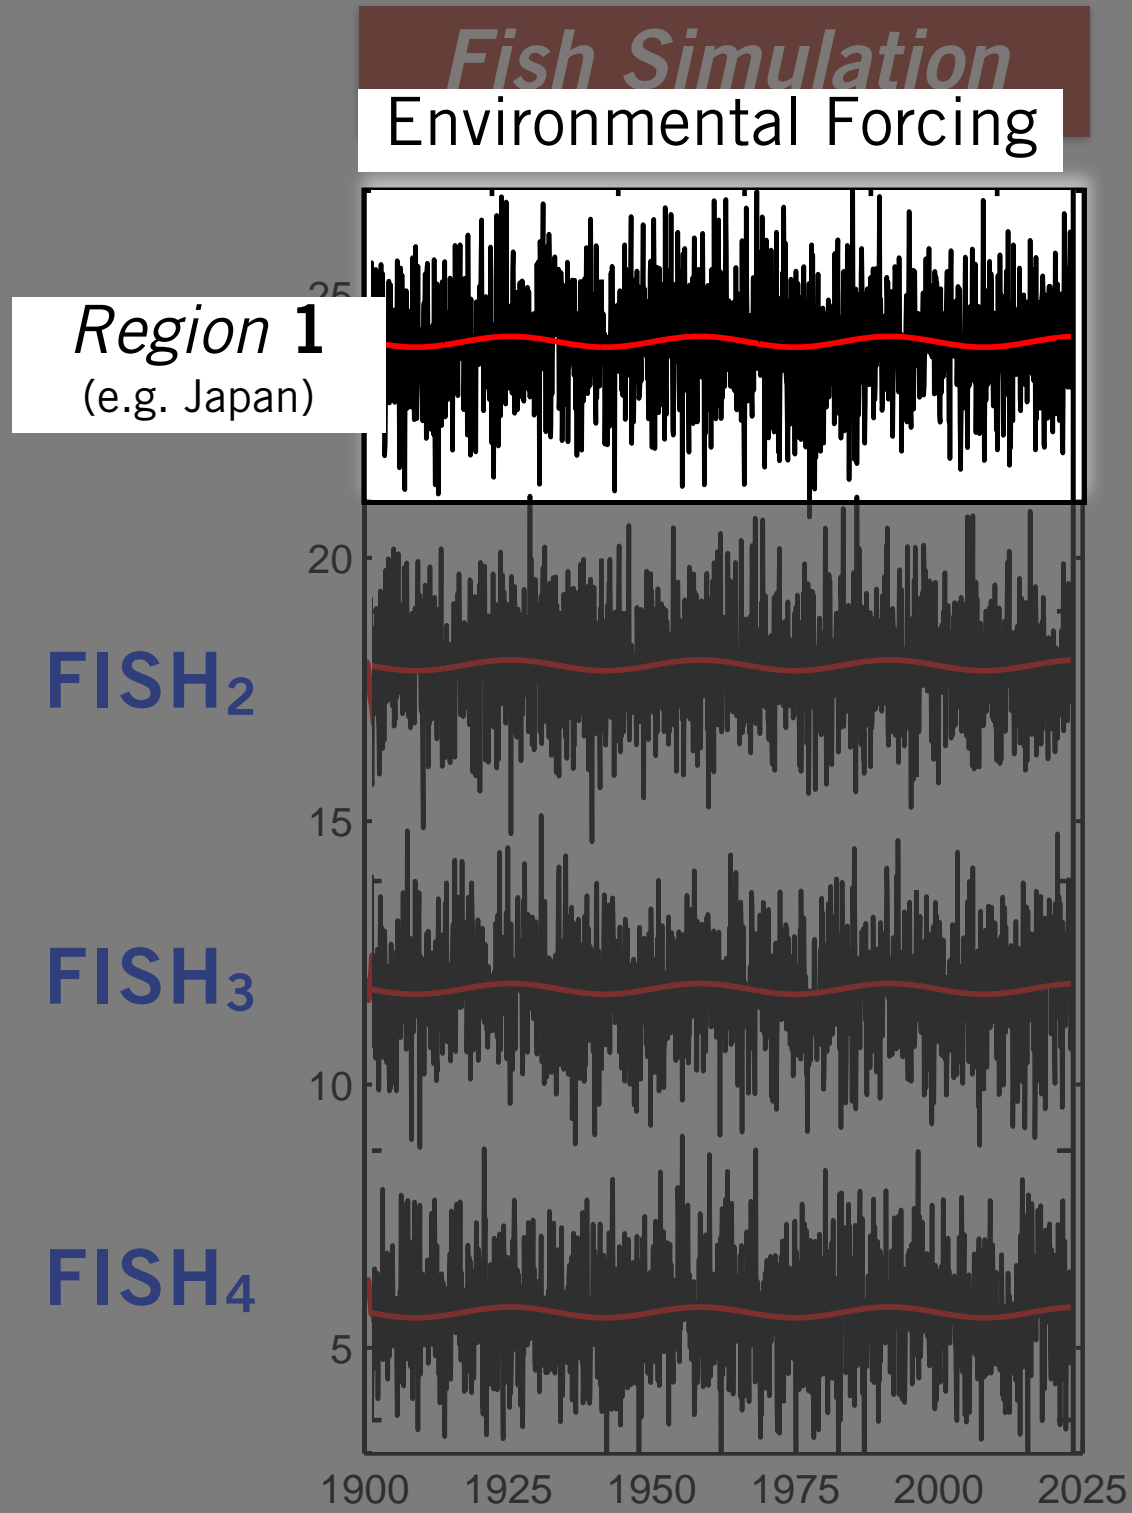 Fish Simulation
Environmental Forcing
25
Region 1
(e.g. Japan)
20
FISH2
15
FISH3
10
FISH4
5
1900 1925 1950 1975 2000 2025